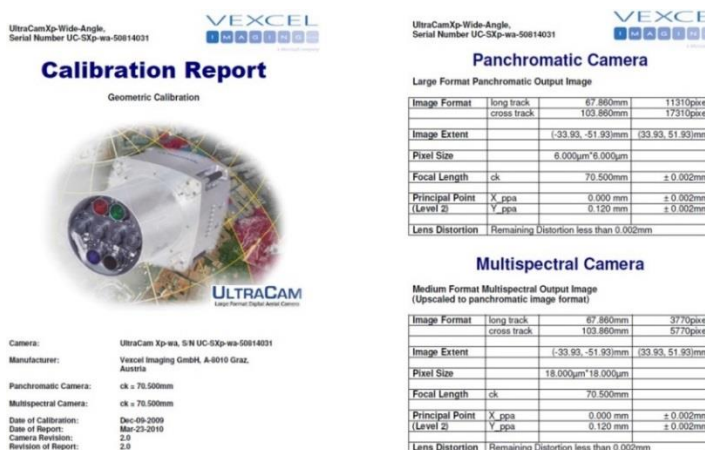 UltraCamXp-Wide-Angle,
Serial Number UC-SXp-wa-50814031
VEXCEL
IMAGING
Calibration Report
Geometric Calibration
ULTRACAM
Large Format Digital Aerial Camera
Camera: UltraCam Xp-wa, S/N UC-SXp-wa-50814031
Manufacturer: Vexcel Imaging GmbH, A-8010 Graz,
Austria
Panchromatic Camera: ck = 70.500mm
Multispectral Camera: ck = 70.500mm
Date of Calibration: Dec-09-2009
Date of Report: Mar-23-2010
Camera Revision: 2.0
Revision of Report: 2.0
UltraCamXp-Wide-Angle,
Serial Number UC-SXp-wa-50814031
VEXCE
IMAGING
Panchromatic Camera
Large Format Panchromatic Output Image
Image Format long track 67.860mm 11310pixe
cross track 103.860mm 17310pixe
Image Extent (-33.93, -51.93)mm (33.93, 51.93)mm
Pixel Size 6.000µm*6.000µm
Focal Length ck 70.500mm ± 0.002mm
Principal Point X_ppa 0.000 mm ± 0.002mm
(Level 2) Y_ppa 0.120 mm ± 0.002mm
Lens Distortion Remaining Distortion less than 0.002mm
Multispectral Camera
Medium Format Multispectral Output Image
(Upscaled to panchromatic image format)
Image Format long track 67.860mm 3770pixe
cross track 103.860mm 5770pixe
Image Extent (-33.93, -51.93)mm (33.93, 51.93)mm
Pixel Size 18.000µm*18.000µm
Focal Length ck 70.500mm
Principal Point X_ppa 0.000 mm ± 0.002mm
(Level 2) Y_ppa 0.120 mm ± 0.002mm
Lens Distortion Remaining Distortion less than 0.002mm